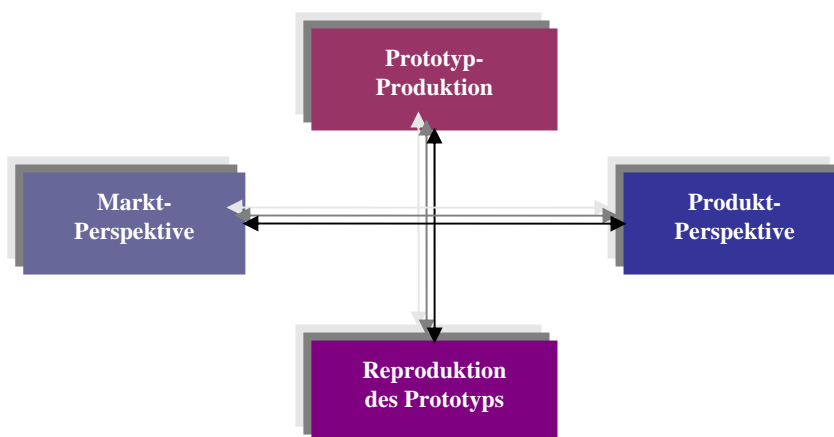 Prototyp-
Produktion
Markt-
Perspektive
Produkt-
Perspektive
Reproduktion
des Prototyps